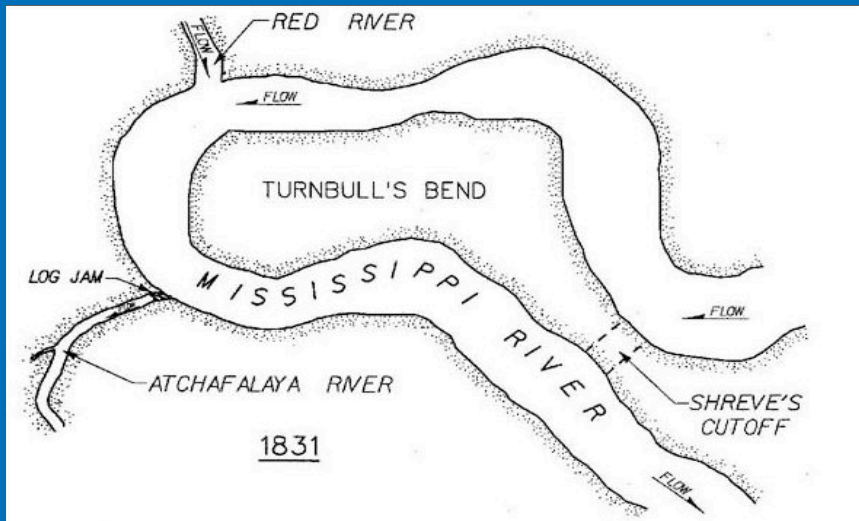 FLOW
RED RIVER
FLOW
TURNBULL'S BEND
LOG JAM
MISSISSIPPI RIVER
FLOW
ATCHAFALAYA RIVER
SHREVE'S
CUTOFF
1831
FLOW